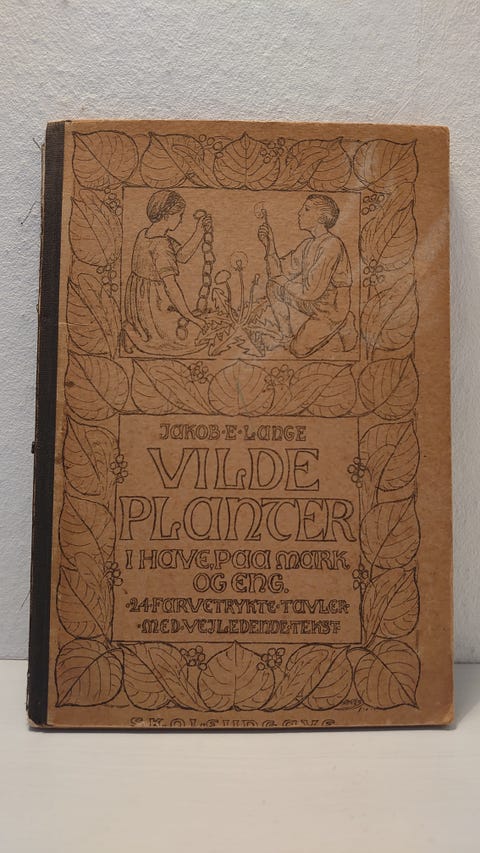 JAKOB·E·LANGE
VILDE
PLANTER
I HAVE, PAA MARK
OG ENG.
·24·FARVETRYKTE·TAVLER·
·MED·VEJLEDENDE·TEKST
SKOLEUDGAVE